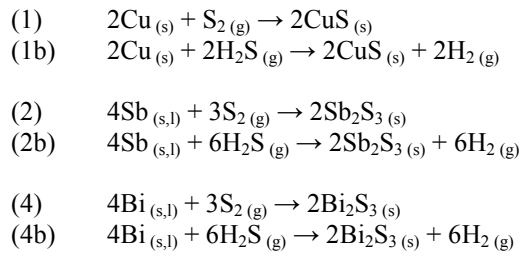 (1) 2Cu (s) + S2 (g) → 2CuS (s)
(1b) 2Cu (s) + 2H2S (g) → 2CuS (s) + 2H2 (g)
(2) 4Sb (s,l) + 3S2 (g) → 2Sb2S3 (s)
(2b) 4Sb (s,l) + 6H2S (g) → 2Sb2S3 (s) + 6H2 (g)
(4) 4Bi (s,l) + 3S2 (g) → 2Bi2S3 (s)
(4b) 4Bi (s,l) + 6H2S (g) → 2Bi2S3 (s) + 6H2 (g)